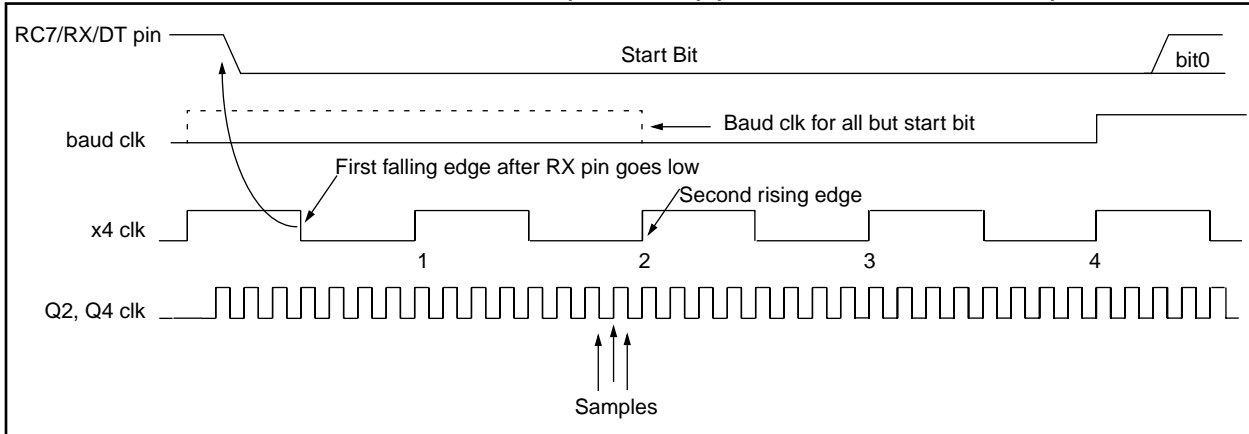 RC7/RX/DT pin
Start Bit
bit0
baud clk
Baud clk for all but start bit
First falling edge after RX pin goes low
Second rising edge
x4 clk
1 2 3 4
Q2, Q4 clk
Samples